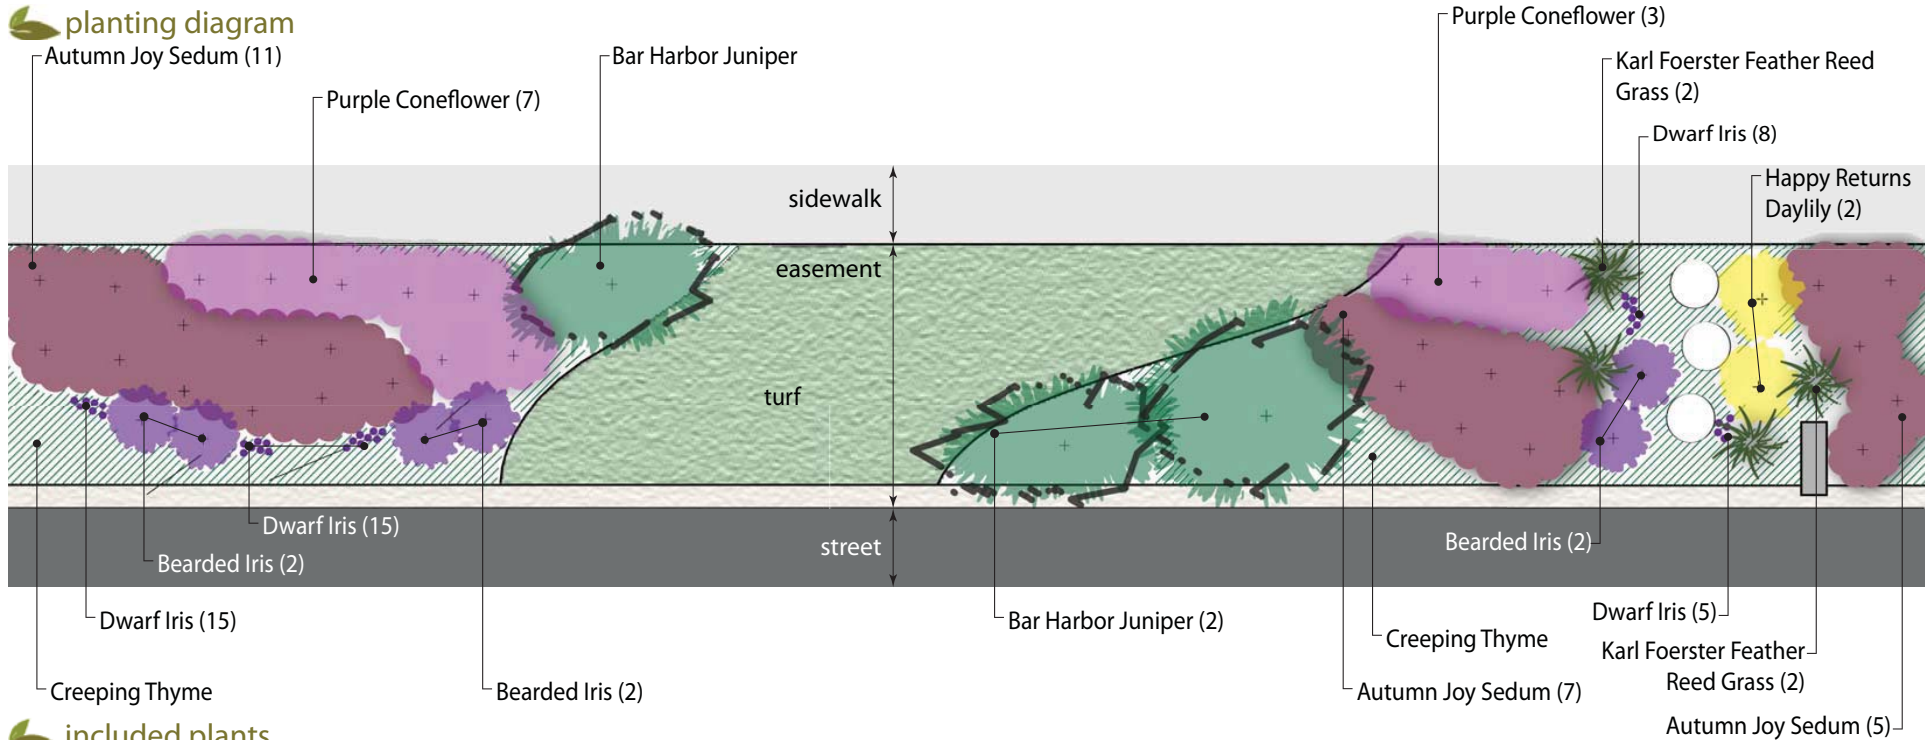 planting diagram
Autumn Joy Sedum (11)
Purple Coneflower (7)
Bar Harbor Juniper
Purple Coneflower (3)
Karl Foerster Feather Reed
Grass (2)
Dwarf Iris (8)
Happy Returns
Daylily (2)
sidewalk
easement
turf
street
Dwarf Iris (15)
Bearded Iris (2)
Dwarf Iris (15)
Creeping Thyme
Bearded Iris (2)
Bar Harbor Juniper (2)
Bearded Iris (2)
Creeping Thyme
Autumn Joy Sedum (7)
Dwarf Iris (5)
Karl Foerster Feather
Reed Grass (2)
Autumn Joy Sedum (5)
included plants